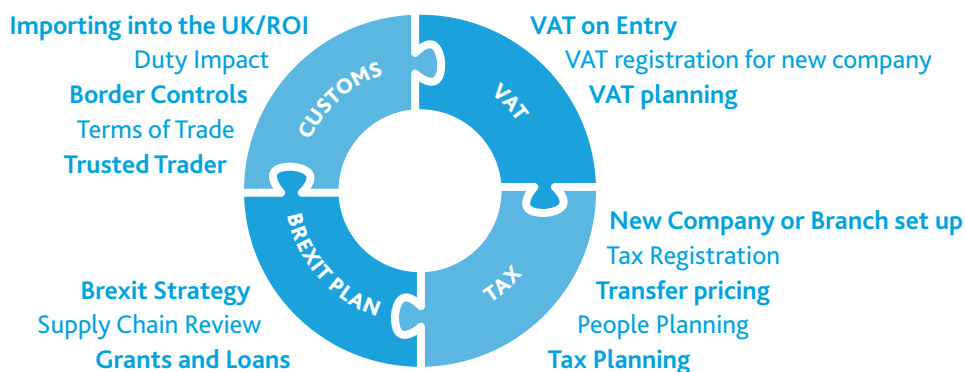 Importing into the UK/ROI
Duty Impact
Border Controls
Terms of Trade
Trusted Trader
CUSTOMS
VAT
VAT on Entry
VAT registration for new company
VAT planning
BREXIT PLAN
TAX
Brexit Strategy
Supply Chain Review
Grants and Loans
New Company or Branch set up
Tax Registration
Transfer pricing
People Planning
Tax Planning